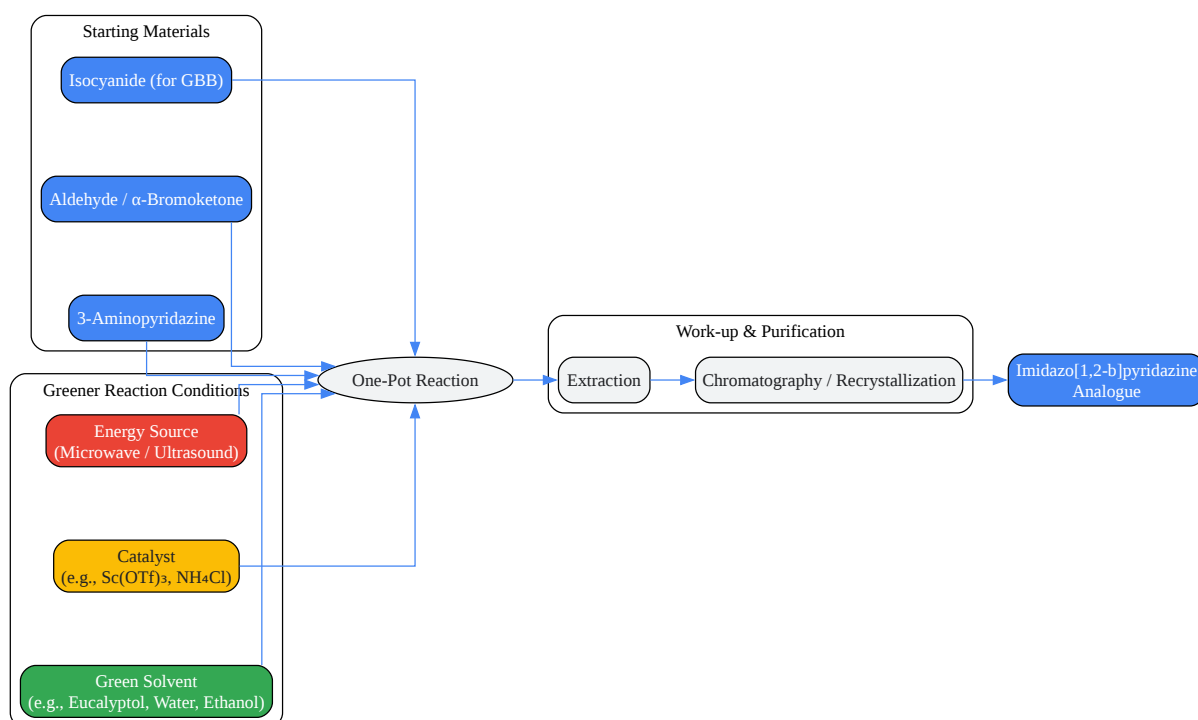 Starting Materials
Isocyanide (for GBB)
Aldehyde / α-Bromoketone
3-Aminopyridazine
Greener Reaction Conditions
Energy Source
(Microwave / Ultrasound)
Catalyst
(e.g., Sc(OTf)₃, NH₄Cl)
Green Solvent
(e.g., Eucalyptol, Water, Ethanol)
One-Pot Reaction
Work-up & Purification
Extraction
Chromatography / Recrystallization
Imidazo[1,2-b]pyridazine
Analogue